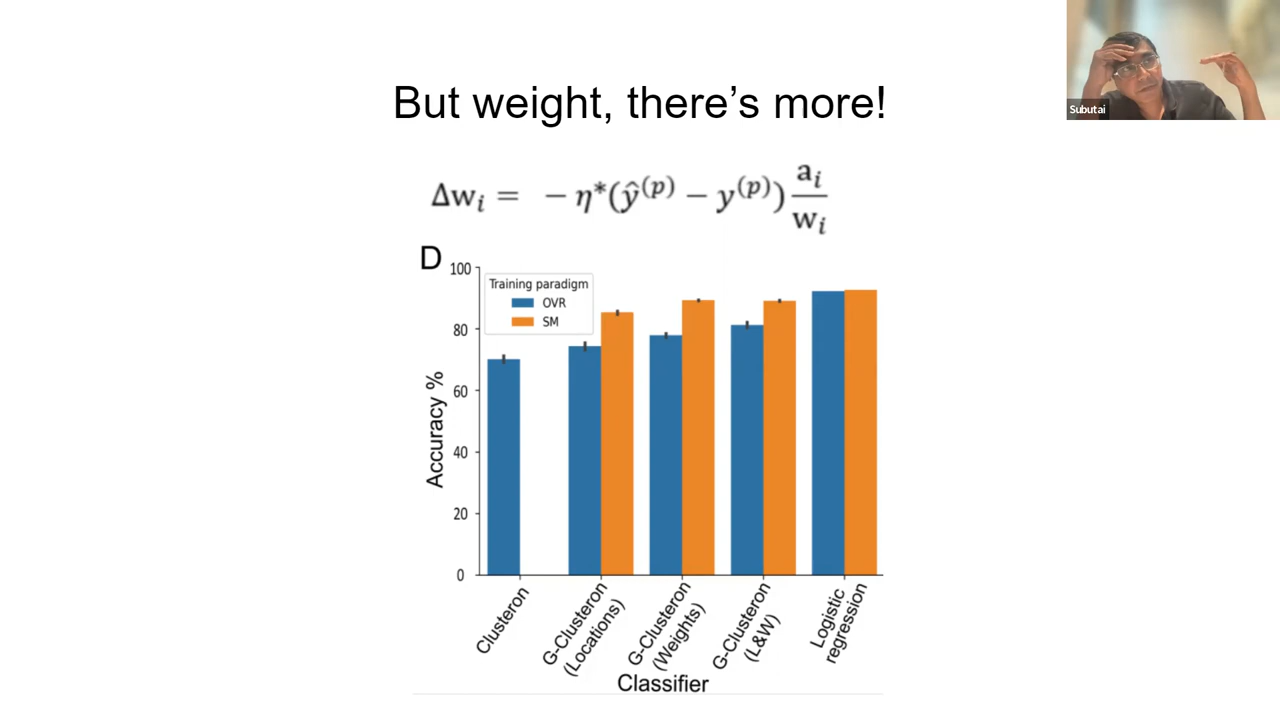 Subutai
But weight, there's more!
Δwᵢ = − η*(ŷ⁽ᵖ⁾ − y⁽ᵖ⁾) aᵢ/wᵢ
D
Training paradigm
OVR
SM
100
80
60
40
20
0
Accuracy %
Clusteron
G-Clusteron
(Locations)
G-Clusteron
(Weights)
G-Clusteron
(L&W)
Logistic
regression
Classifier